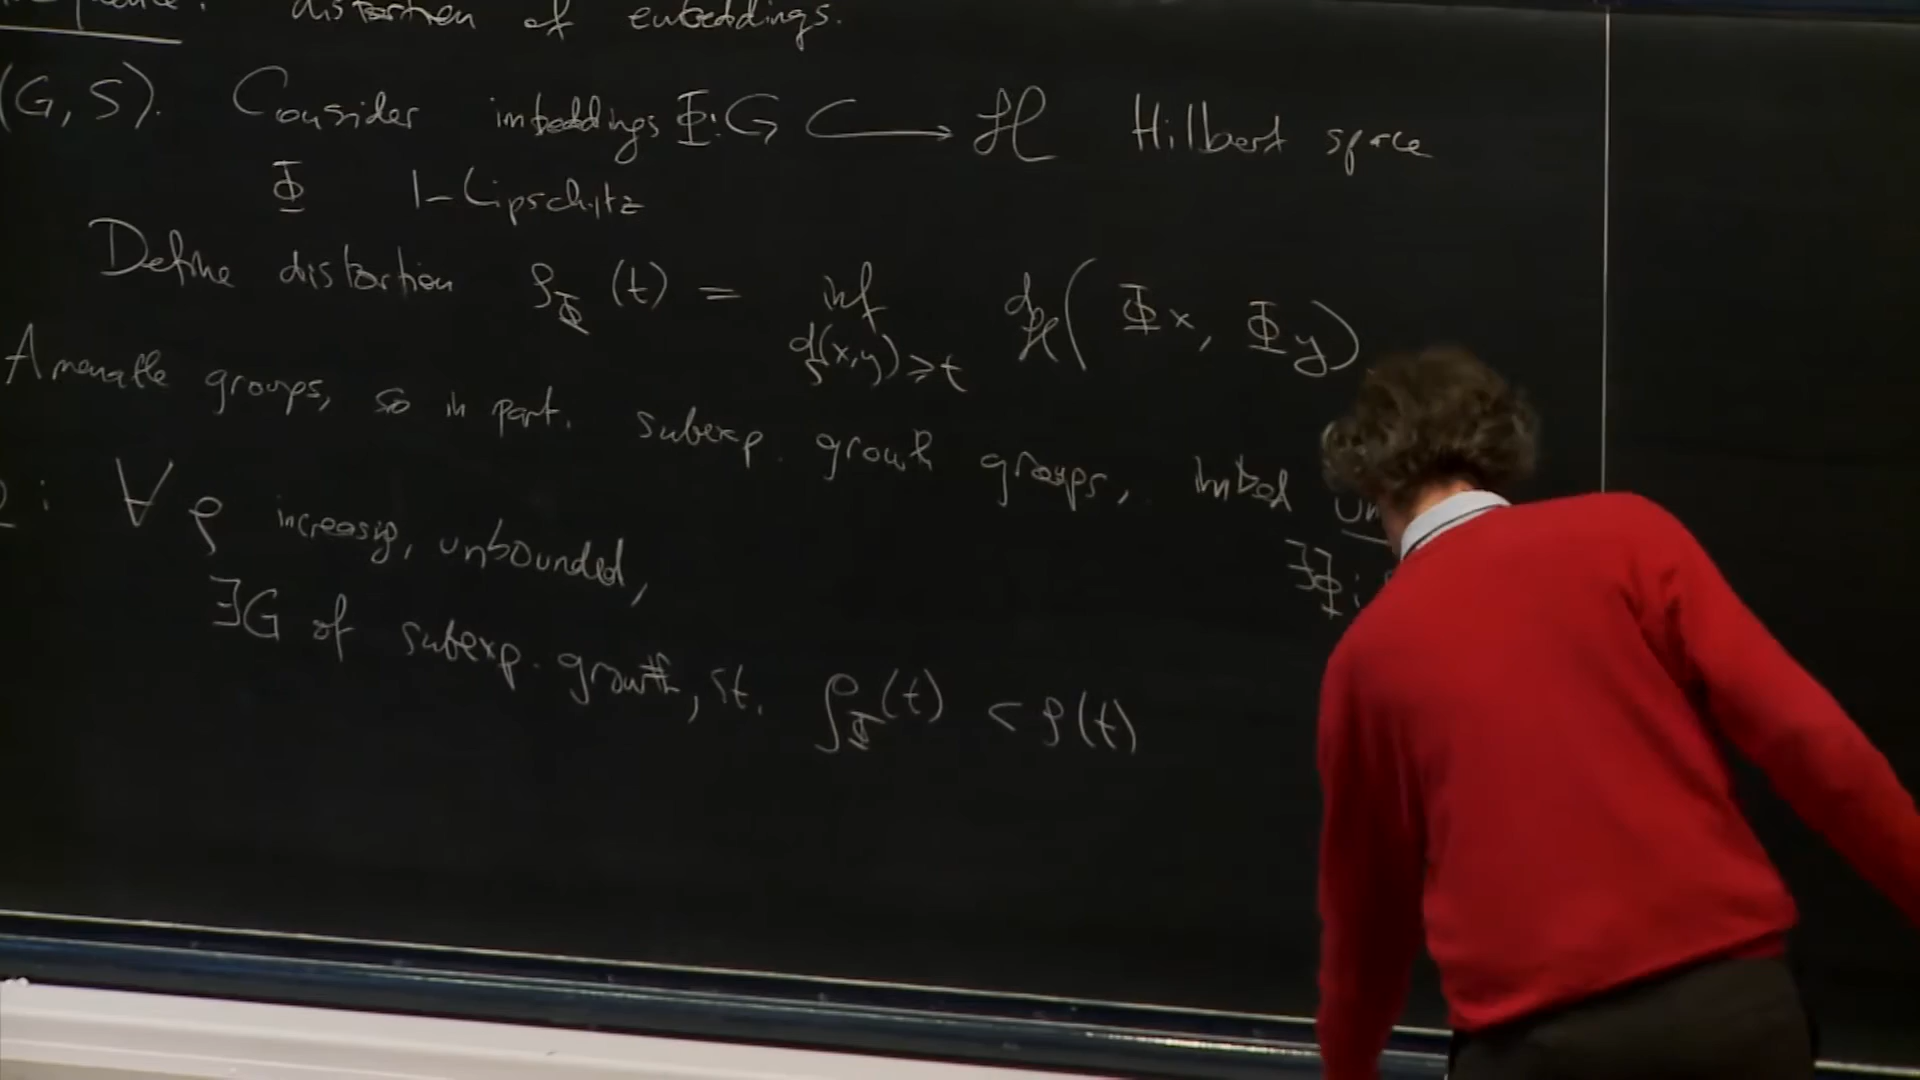 distortion of embeddings.
(G, S). Consider imbeddings Φ: G ↪ ℋ Hilbert space
Φ 1-Lipschitz
Define distortion ρ_Φ (t) = inf_{d(x,y) ≥ t} d_ℋ( Φx, Φy)
Amenable groups, so in part. subexp. growth groups, imbed
∃Φ:
∀ ρ increasing, unbounded,
∃G of subexp. growth, st. ρ_Φ(t) < ρ(t)